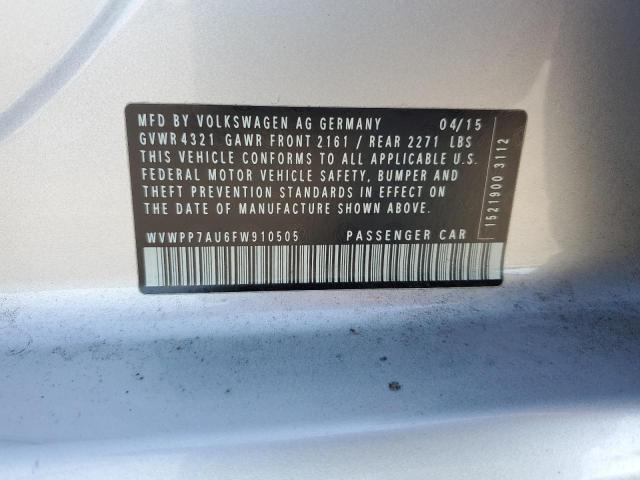 MFD BY VOLKSWAGEN AG GERMANY 04/15
GVWR 4321 GAWR FRONT 2161 / REAR 2271 LBS
THIS VEHICLE CONFORMS TO ALL APPLICABLE U.S.
FEDERAL MOTOR VEHICLE SAFETY, BUMPER AND
THEFT PREVENTION STANDARDS IN EFFECT ON
THE DATE OF MANUFACTURE SHOWN ABOVE.
WVWPP7AU6FW910505 PASSENGER CAR
1521900 3112